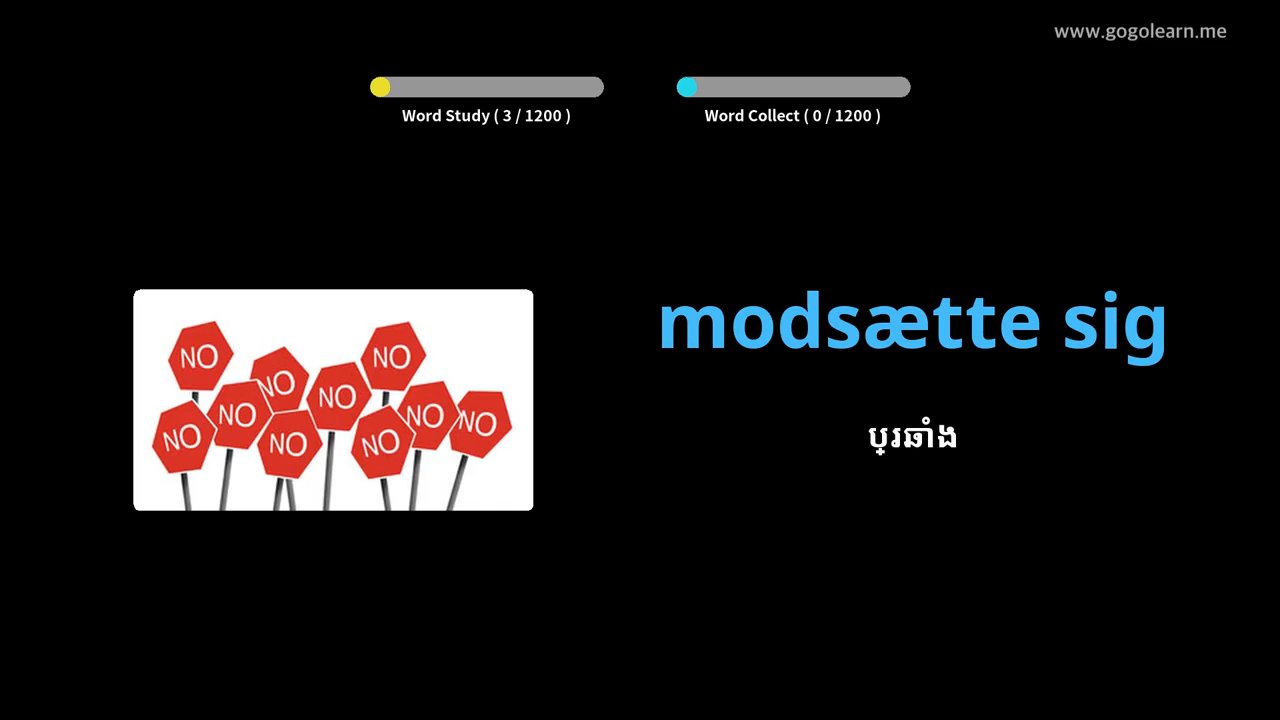 www.gogolearn.me
Word Study ( 3 / 1200 )
Word Collect ( 0 / 1200 )
NO
NO
NO
NO
NO
NO
NO
NO
NO
NO
modsætte sig
ប្រឆាំង